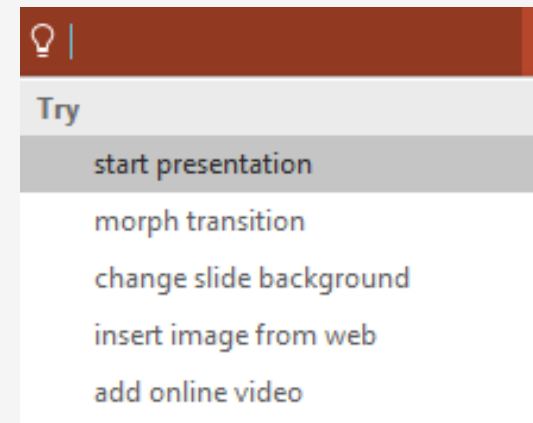 Try
start presentation
morph transition
change slide background
insert image from web
add online video